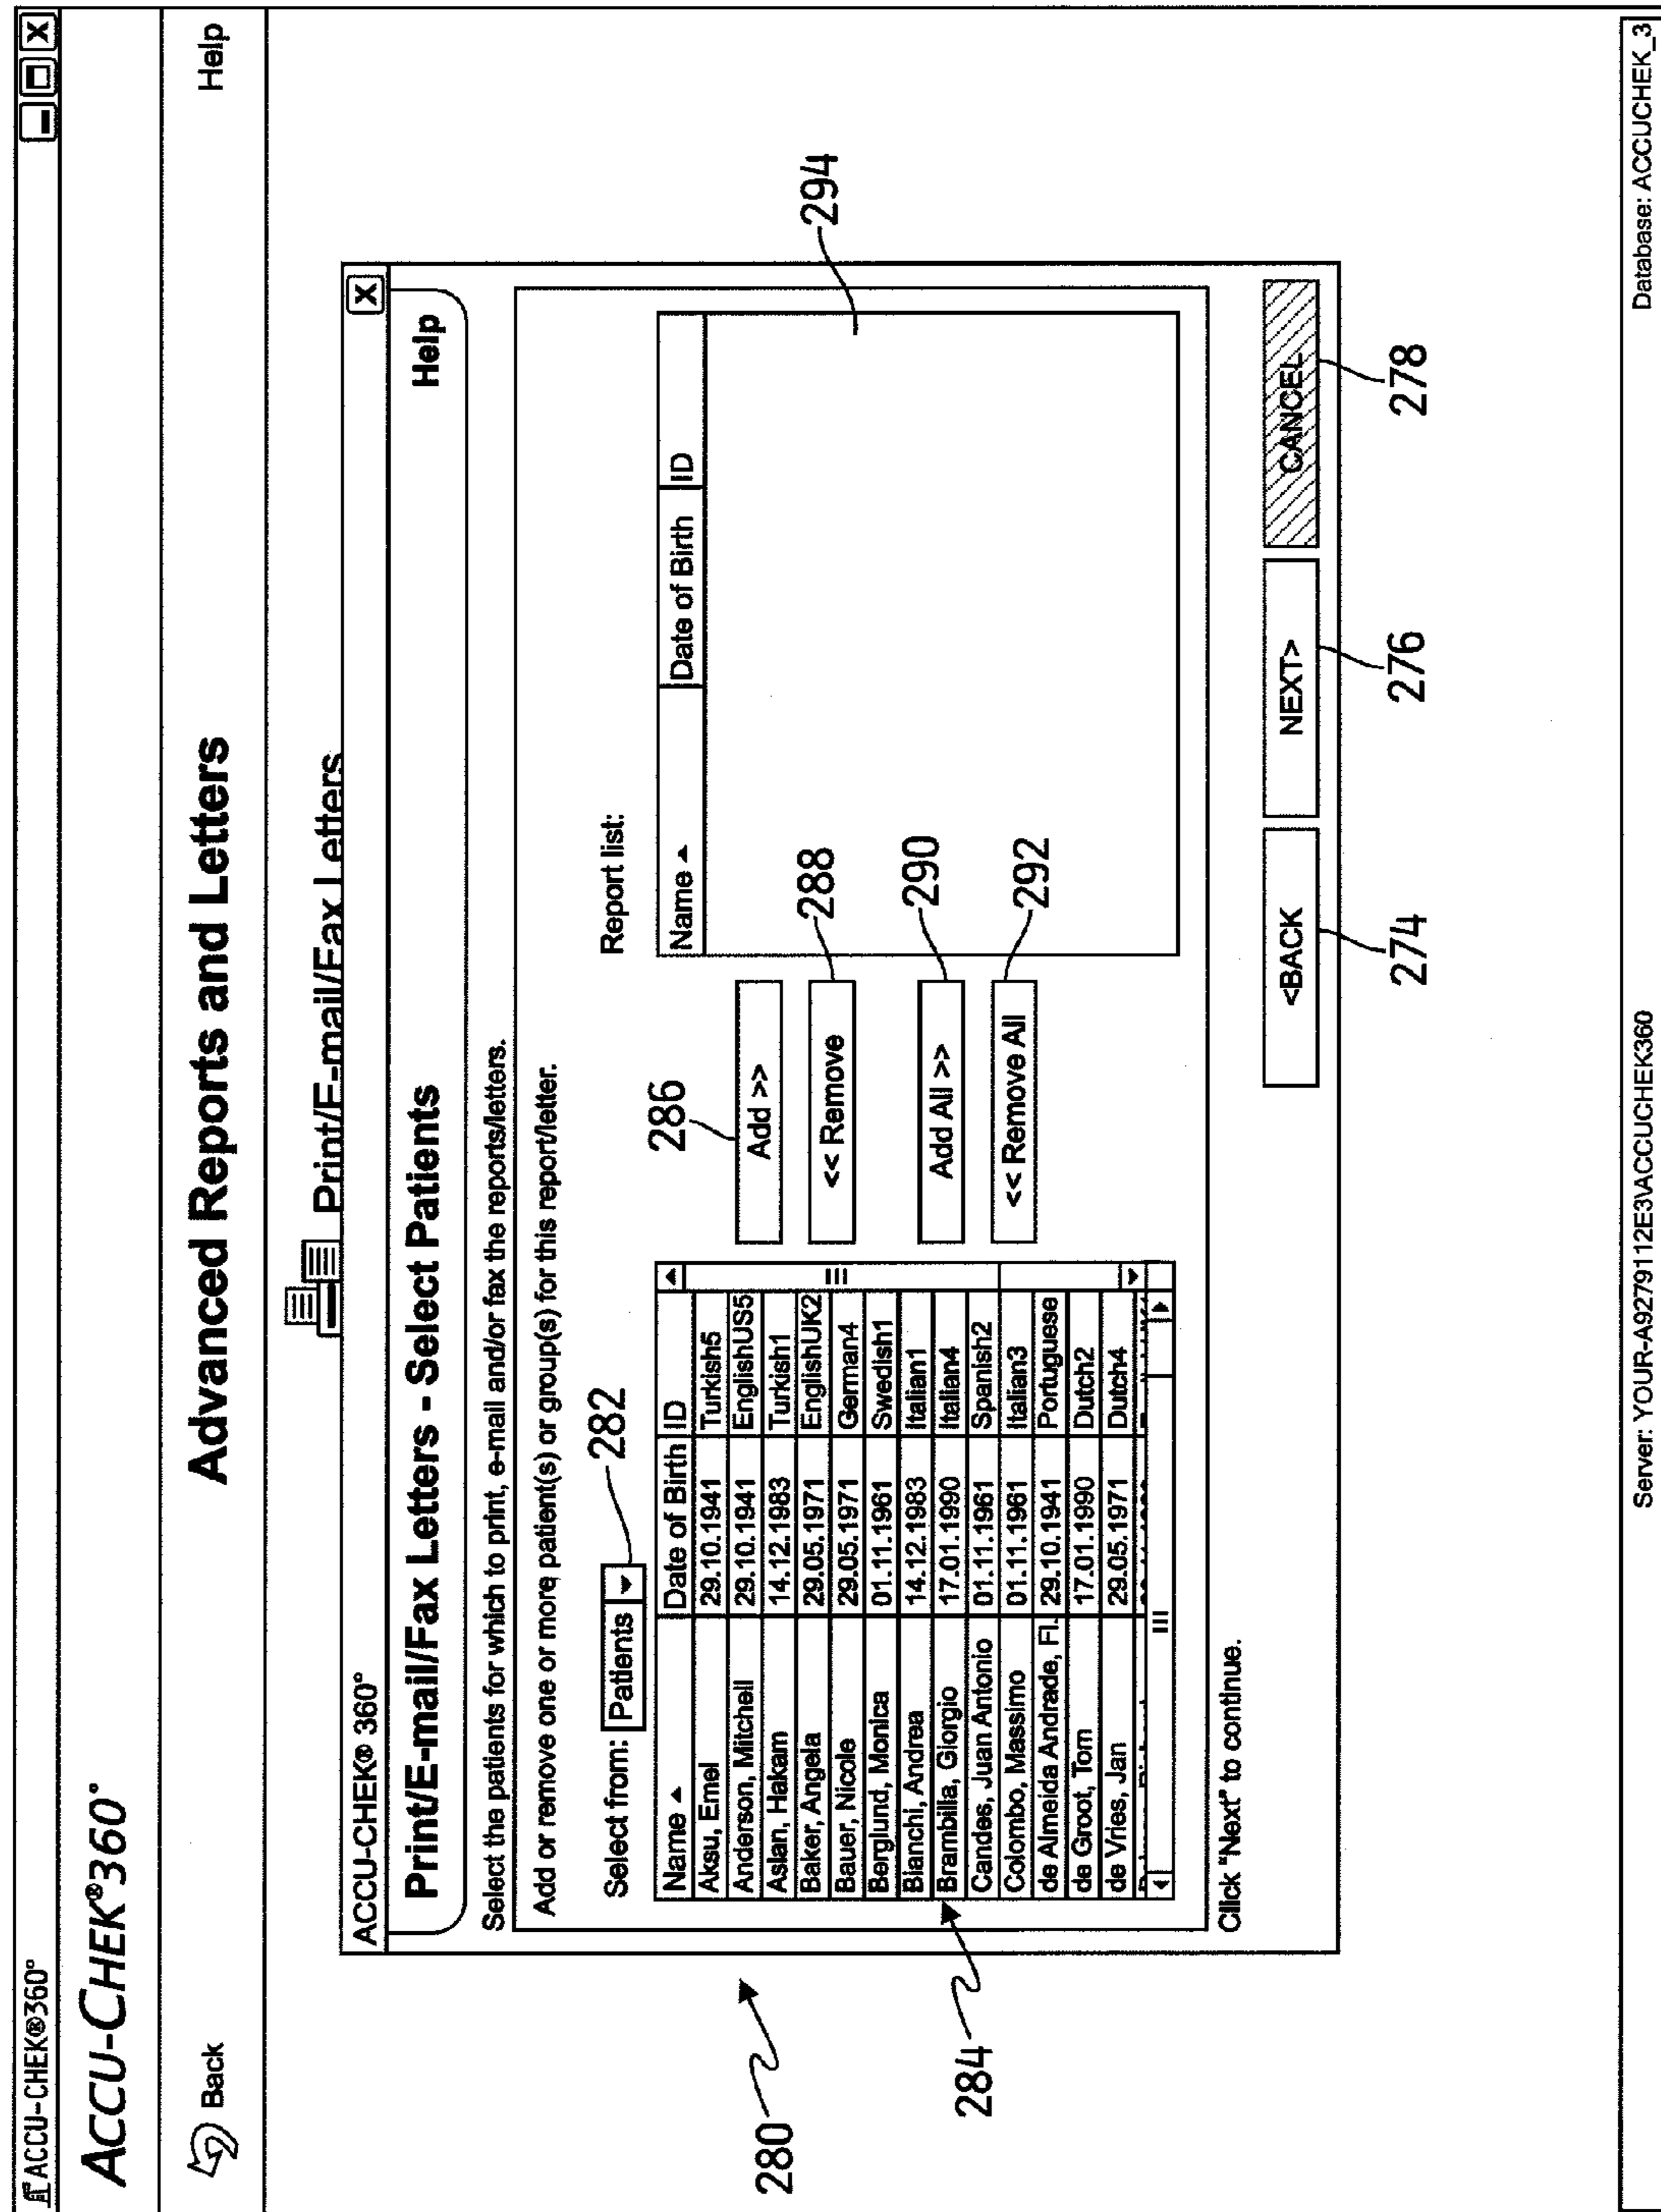 ACCU-CHEK®360°
ACCU-CHEK®360°
Back
Advanced Reports and Letters
Help
Print/E-mail/Fax Letters
ACCU-CHEK® 360°
Print/E-mail/Fax Letters - Select Patients
Help
Select the patients for which to print, e-mail and/or fax the reports/letters.
Add or remove one or more patient(s) or group(s) for this report/letter.
280
Select from: Patients
282
Name Date of Birth ID
Aksu, Emel 29.10.1941 Turkish5
Anderson, Mitchell 29.10.1941 EnglishUS5
Aslan, Hakam 14.12.1983 Turkish1
Baker, Angela 29.05.1971 EnglishUK2
Bauer, Nicole 29.05.1971 German4
Berglund, Monica 01.11.1961 Swedish1
Bianchi, Andrea 14.12.1983 Italian1
Brambilla, Giorgio 17.01.1990 Italian4
Candes, Juan Antonio 01.11.1961 Spanish2
Colombo, Massimo 01.11.1961 Italian3
de Almeida Andrade, Fl. 29.10.1941 Portuguese
de Groot, Tom 17.01.1990 Dutch2
de Vries, Jan 29.05.1971 Dutch4
284
286
Add >>
<< Remove
288
Add All >>
290
<< Remove All
292
Report list:
Name Date of Birth ID
294
Click "Next" to continue.
<BACK NEXT> CANCEL
274 276 278
Server: YOUR-A9279112E3\ACCUCHEK360 Database: ACCUCHEK_3